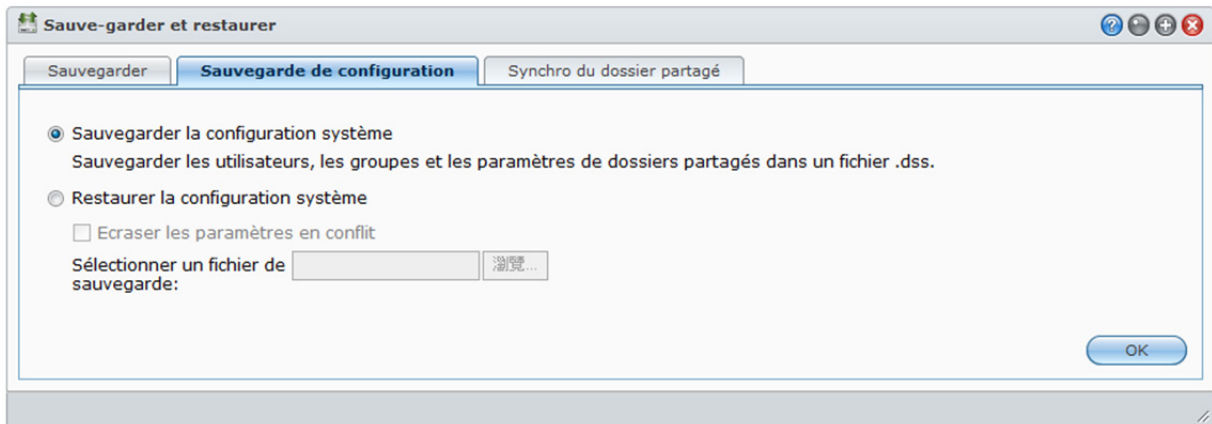 Sauve-garder et restaurer
Sauvegarder
Sauvegarde de configuration
Synchro du dossier partagé
Sauvegarder la configuration système
Sauvegarder les utilisateurs, les groupes et les paramètres de dossiers partagés dans un fichier .dss.
Restaurer la configuration système
Ecraser les paramètres en conflit
Sélectionner un fichier de
sauvegarde:
瀏覽...
OK